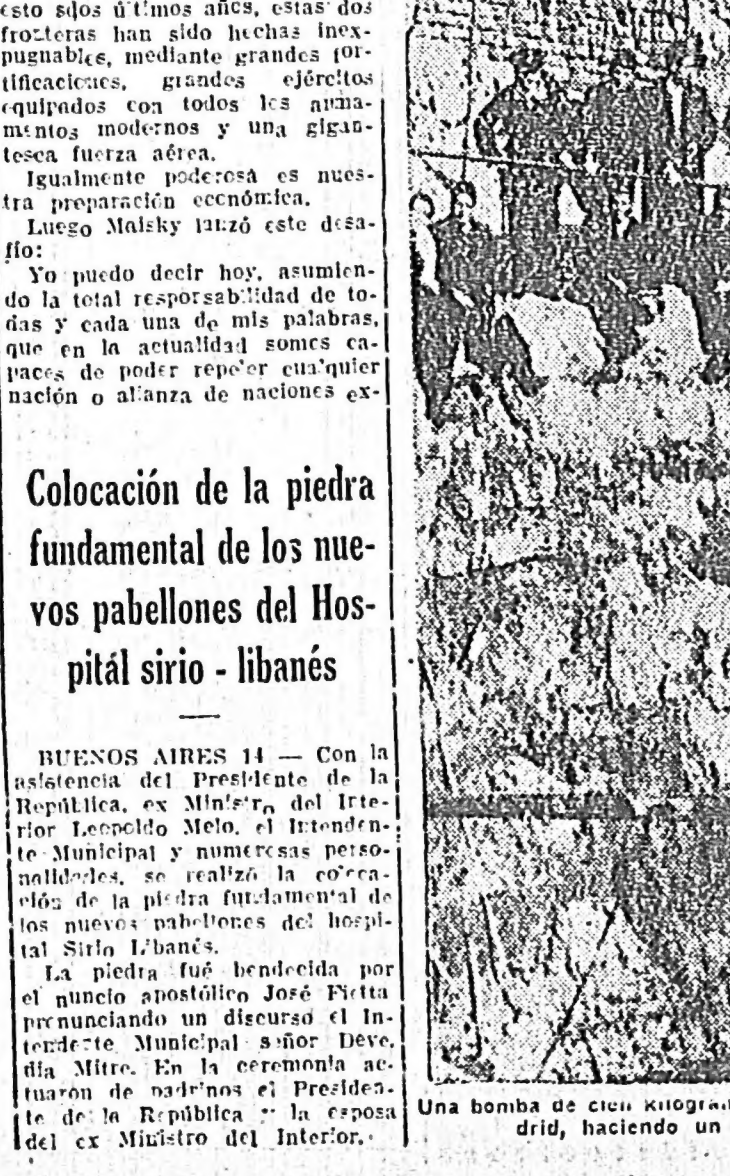 esto sdos últimos años, estas dos
fronteras han sido hechas inex-
pugnables, mediante grandes for-
tificaciones, grandes ejércitos
equipados con todos los arma-
mentos modernos y una gigan-
tesca fuerza aérea.
Igualmente poderosa es nues-
tra preparación económica.
Luego Maisky lanzó este desa-
fío:
Yo puedo decir hoy, asumien-
do la total responsabilidad de to-
das y cada una de mis palabras,
que en la actualidad somos ca-
paces de poder repeler cualquier
nación o alianza de naciones ex-
Colocación de la piedra
fundamental de los nue-
vos pabellones del Hos-
pitál sirio - libanés
BUENOS AIRES 14 — Con la
asistencia del Presidente de la
República, ex Ministro del Inte-
rior Leopoldo Melo, el Intenden-
te Municipal y numerosas perso-
nalidades, se realizó la coloca-
ción de la piedra fundamental de
los nuevos pabellones del hospi-
tal Sirio Libanés.
La piedra fué bendecida por
el nuncio apostólico José Fietta
pronunciando un discurso el In-
tendente Municipal señor Deve.
dia Mitre. En la ceremonia ac-
tuaron de padrinos el Presiden-
te de la República y la esposa
del ex Ministro del Interior.
Una bomba de cien
drid, haciendo un